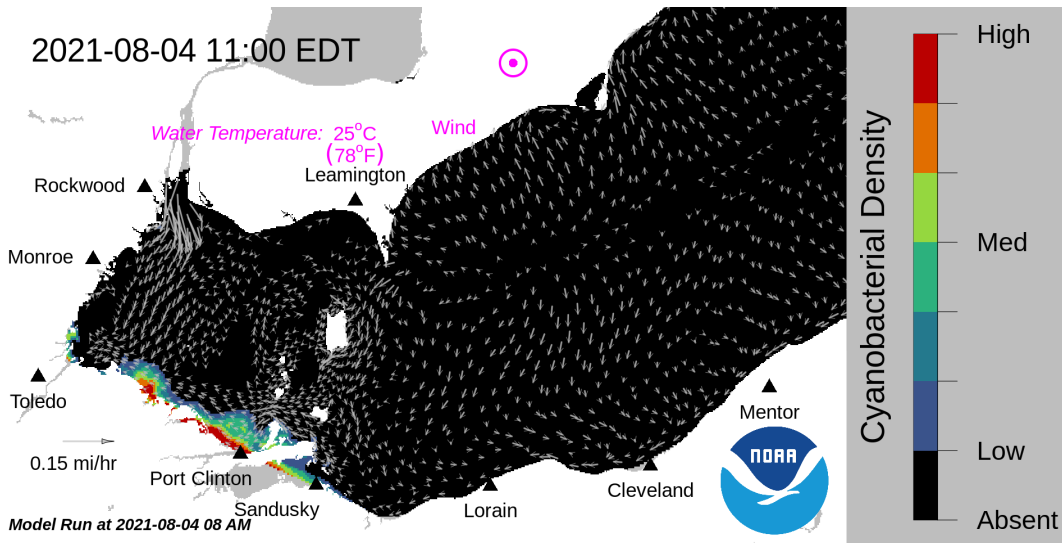 2021-08-04 11:00 EDT
High
Wind
Water Temperature: 25°C
(78°F)
Leamington
Rockwood
Cyanobacterial Density
Med
Monroe
Toledo
Mentor
0.15 mi/hr
NOAA
Low
Port Clinton
Cleveland
Sandusky
Lorain
Absent
Model Run at 2021-08-04 08 AM